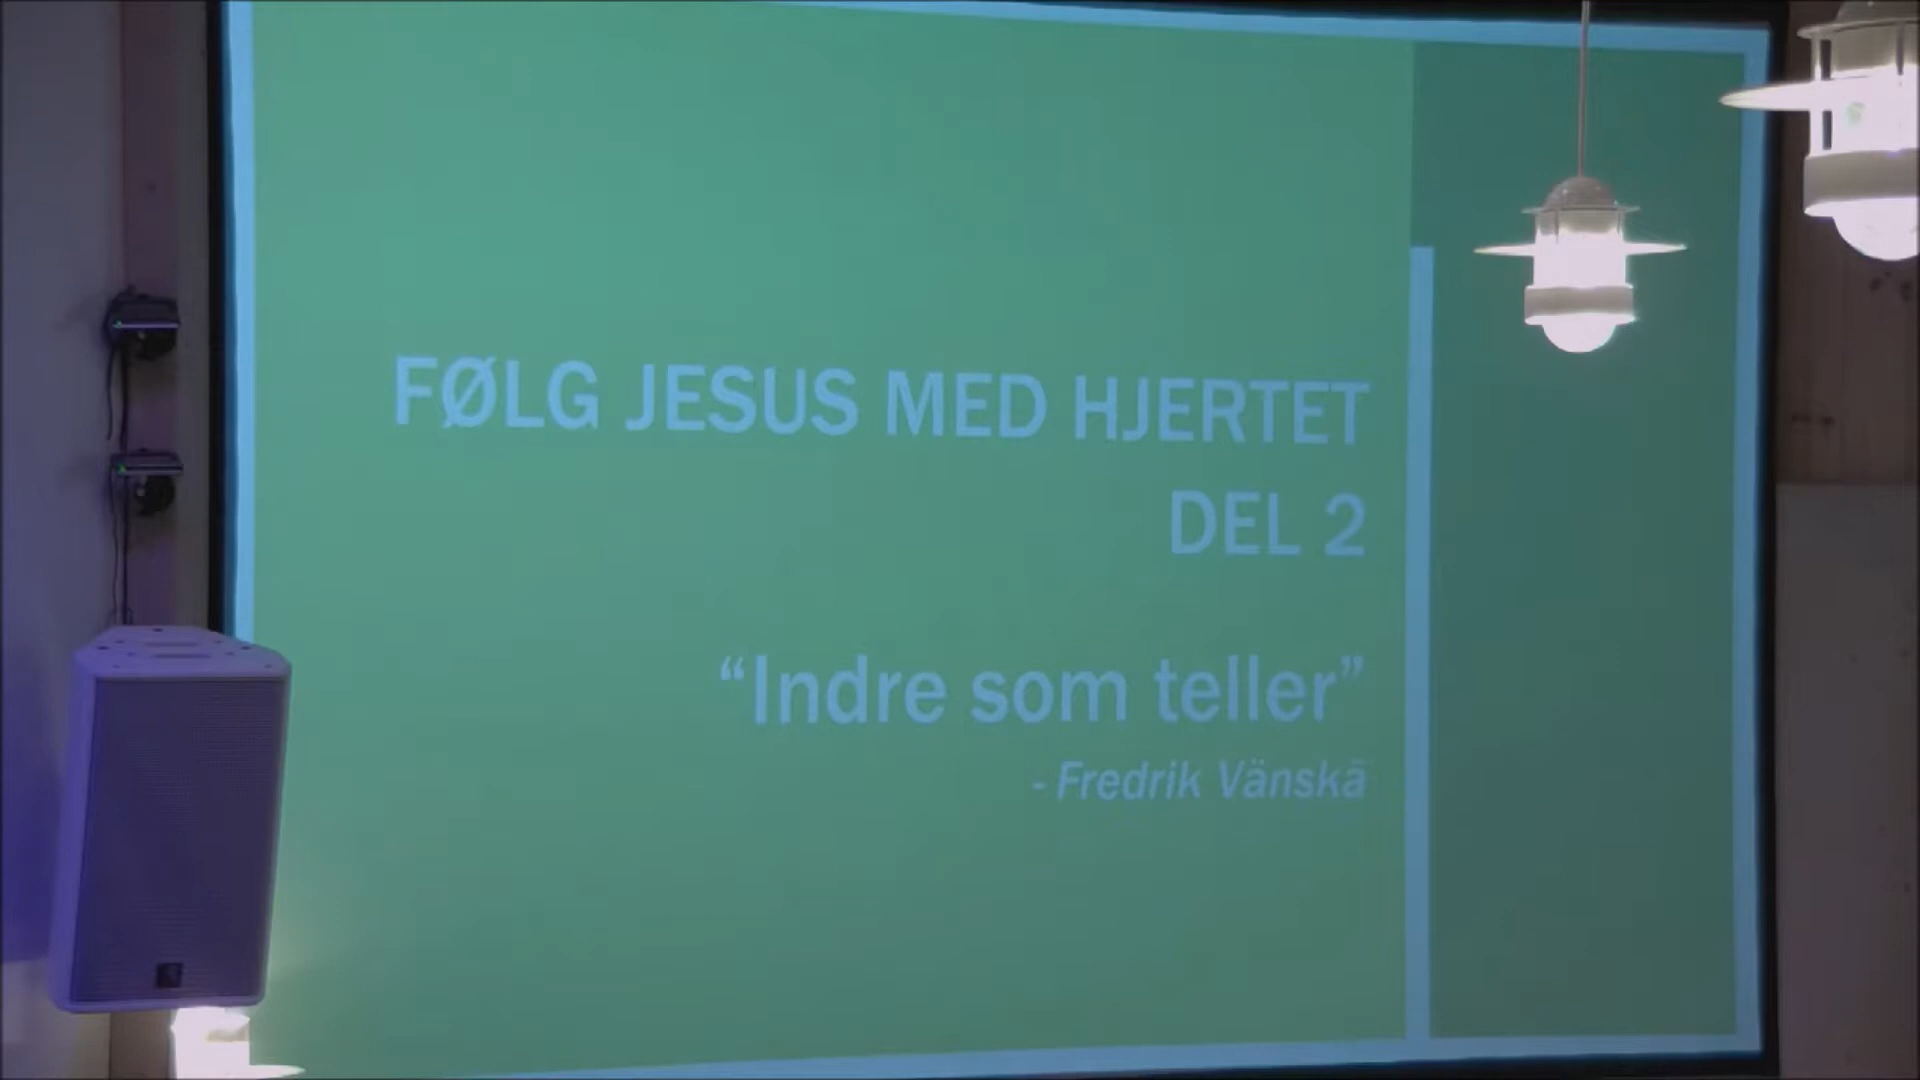 FØLG JESUS MED HJERTET
DEL 2
“Indre som teller”
- Fredrik Vänskä